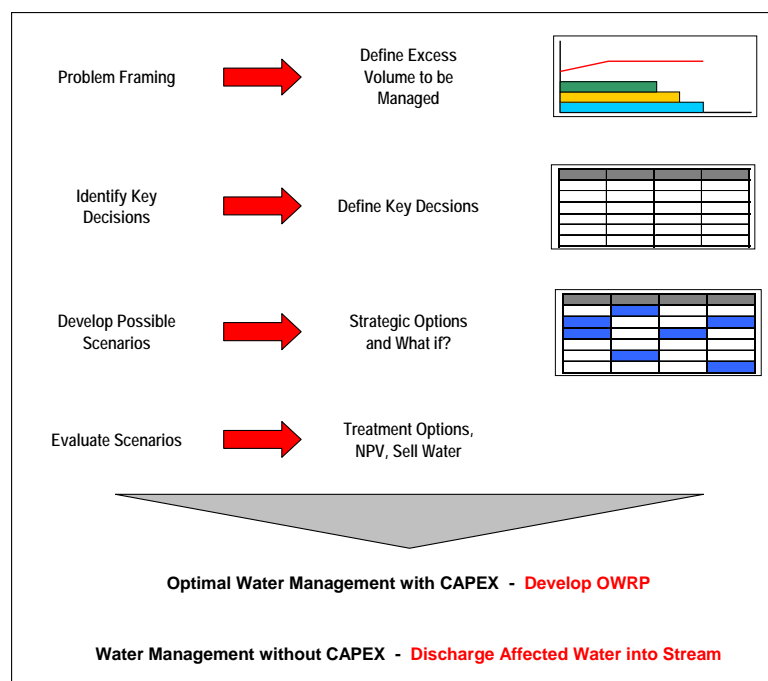 Problem Framing
Define Excess
Volume to be
Managed
Identify Key
Decisions
Define Key Decsions
Develop Possible
Scenarios
Strategic Options
and What if?
Evaluate Scenarios
Treatment Options,
NPV, Sell Water
Optimal Water Management with CAPEX - Develop OWRP
Water Management without CAPEX - Discharge Affected Water into Stream